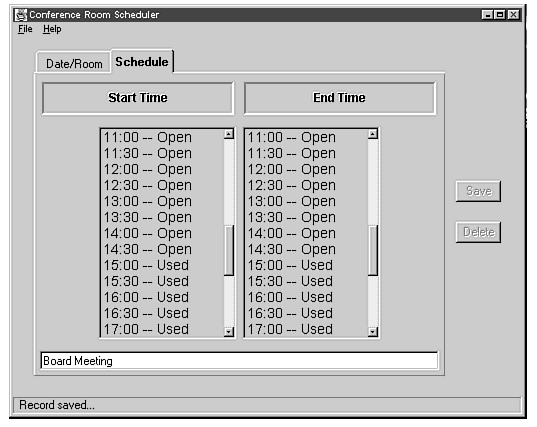 Conference Room Scheduler
File Help
Date/Room Schedule
Start Time End Time
11:00 -- Open 11:00 -- Open
11:30 -- Open 11:30 -- Open
12:00 -- Open 12:00 -- Open
12:30 -- Open 12:30 -- Open
13:00 -- Open 13:00 -- Open
13:30 -- Open 13:30 -- Open
14:00 -- Open 14:00 -- Open
14:30 -- Open 14:30 -- Open
15:00 -- Used 15:00 -- Used
15:30 -- Used 15:30 -- Used
16:00 -- Used 16:00 -- Used
16:30 -- Used 16:30 -- Used
17:00 -- Used 17:00 -- Used
Save
Delete
Board Meeting
Record saved...